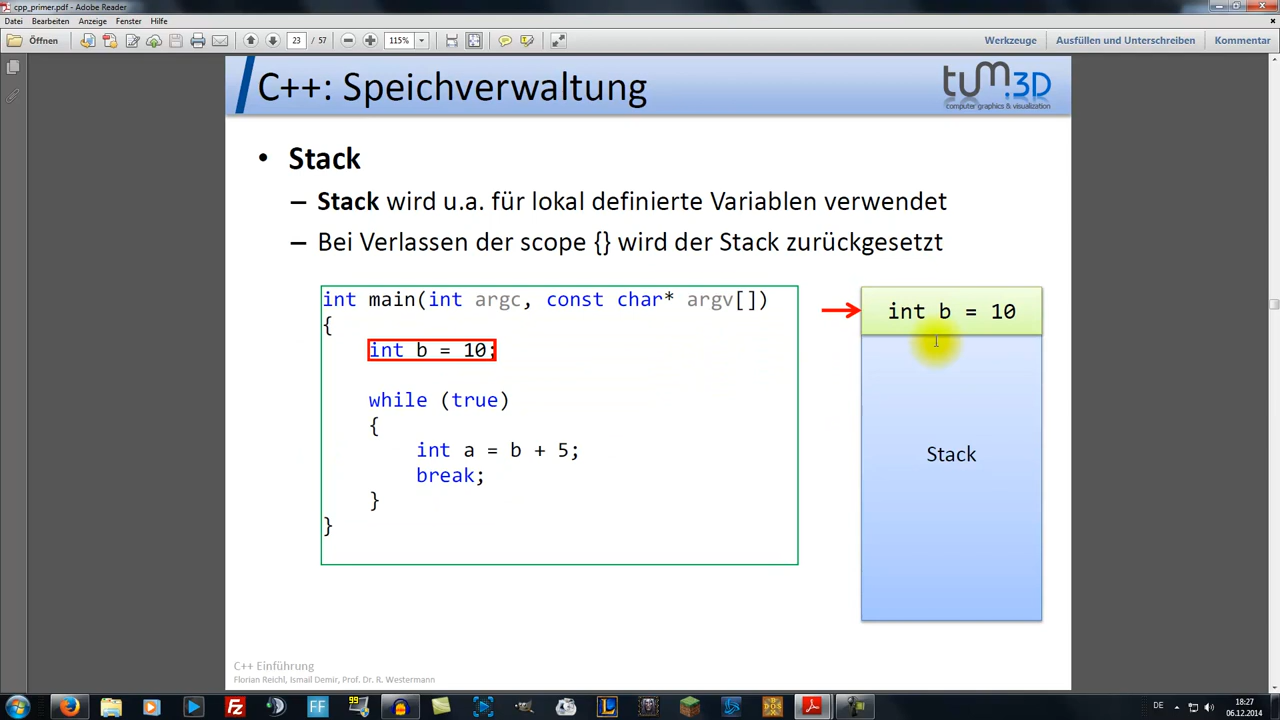 cpp_primer.pdf - Adobe Reader
Datei Bearbeiten Anzeige Fenster Hilfe
Öffnen 23 / 57 115% Werkzeuge Ausfüllen und Unterschreiben Kommentar
C++: Speichverwaltung
tum.3D
computer graphics & visualization
• Stack
– Stack wird u.a. für lokal definierte Variablen verwendet
– Bei Verlassen der scope {} wird der Stack zurückgesetzt
int main(int argc, const char* argv[])
{
int b = 10;
while (true)
{
int a = b + 5;
break;
}
}
int b = 10
Stack
C++ Einführung
Florian Reichl, Ismail Demir, Prof. Dr. R. Westermann
DE 18:27
06.12.2014